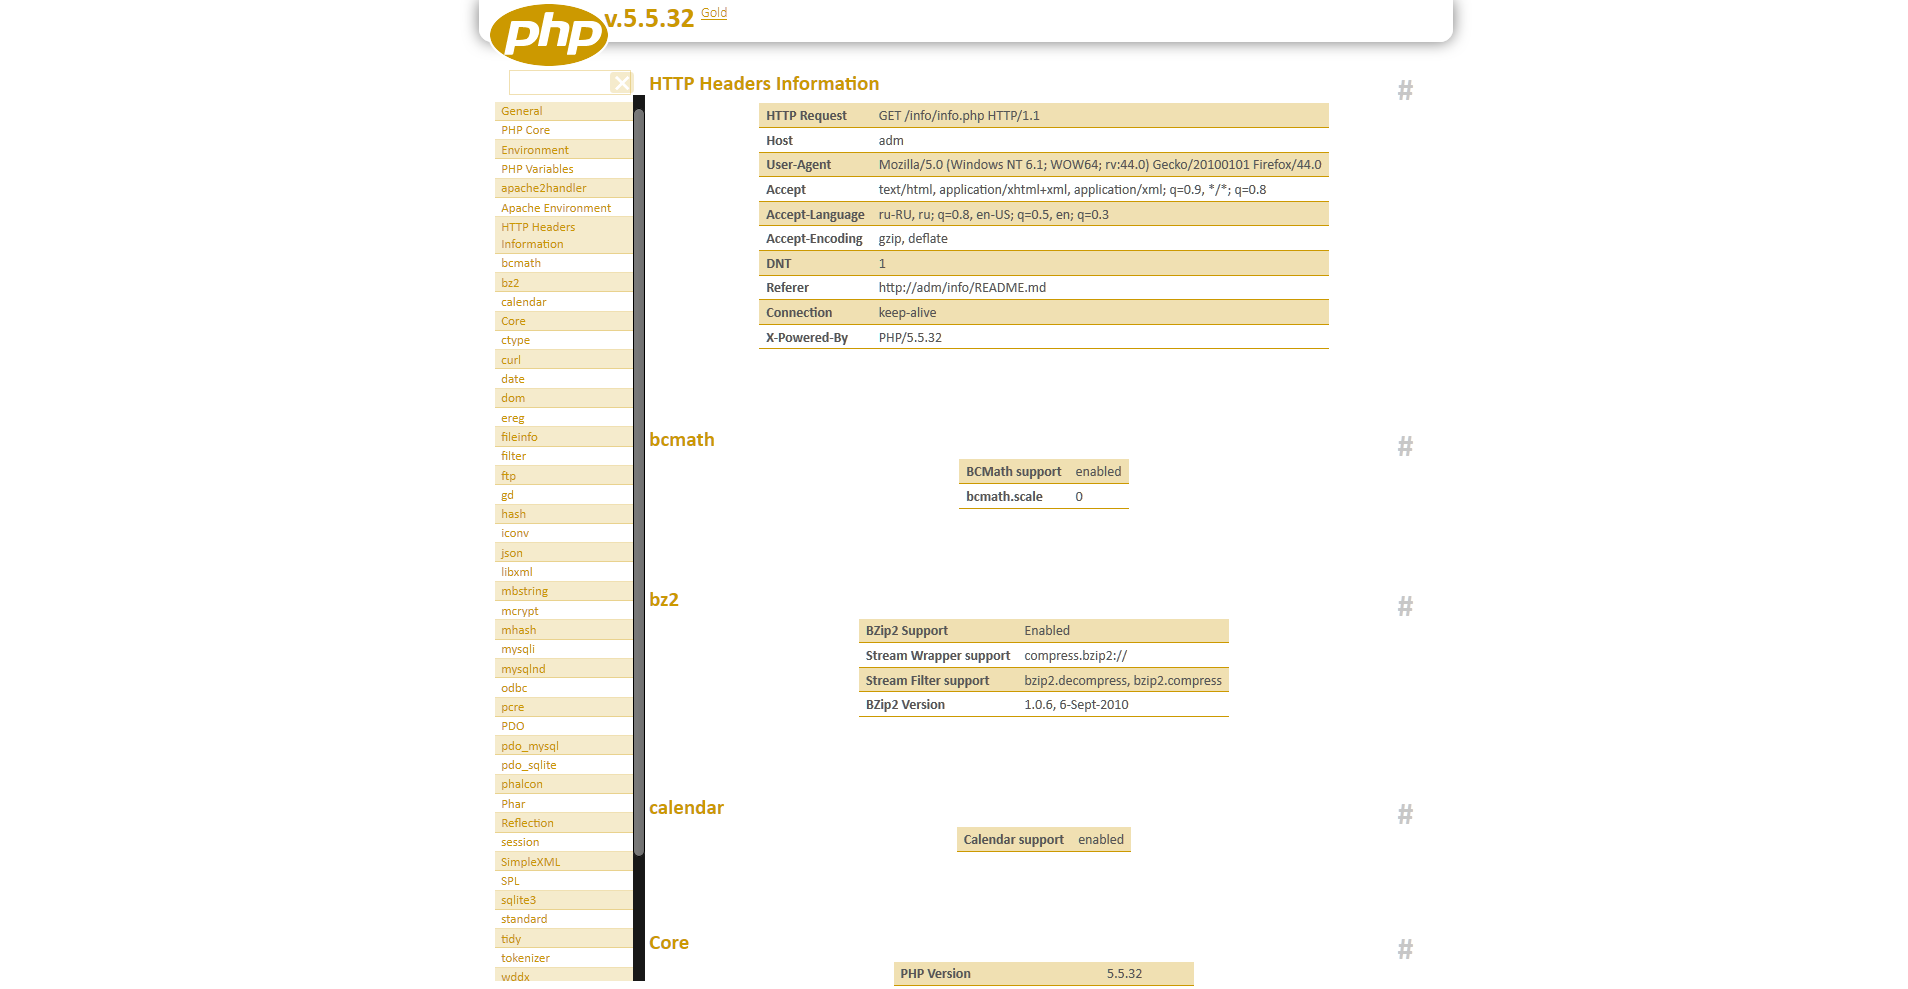 php v.5.5.32 Gold
General
PHP Core
Environment
PHP Variables
apache2handler
Apache Environment
HTTP Headers
Information
bcmath
bz2
calendar
Core
ctype
curl
date
dom
ereg
fileinfo
filter
ftp
gd
hash
iconv
json
libxml
mbstring
mcrypt
mhash
mysqli
mysqlnd
odbc
pcre
PDO
pdo_mysql
pdo_sqlite
phalcon
Phar
Reflection
session
SimpleXML
SPL
sqlite3
standard
tidy
tokenizer
wddx
HTTP Headers Information #
HTTP Request GET /info/info.php HTTP/1.1
Host adm
User-Agent Mozilla/5.0 (Windows NT 6.1; WOW64; rv:44.0) Gecko/20100101 Firefox/44.0
Accept text/html, application/xhtml+xml, application/xml; q=0.9, */*; q=0.8
Accept-Language ru-RU, ru; q=0.8, en-US; q=0.5, en; q=0.3
Accept-Encoding gzip, deflate
DNT 1
Referer http://adm/info/README.md
Connection keep-alive
X-Powered-By PHP/5.5.32
bcmath #
BCMath support enabled
bcmath.scale 0
bz2 #
BZip2 Support Enabled
Stream Wrapper support compress.bzip2://
Stream Filter support bzip2.decompress, bzip2.compress
BZip2 Version 1.0.6, 6-Sept-2010
calendar #
Calendar support enabled
Core #
PHP Version 5.5.32